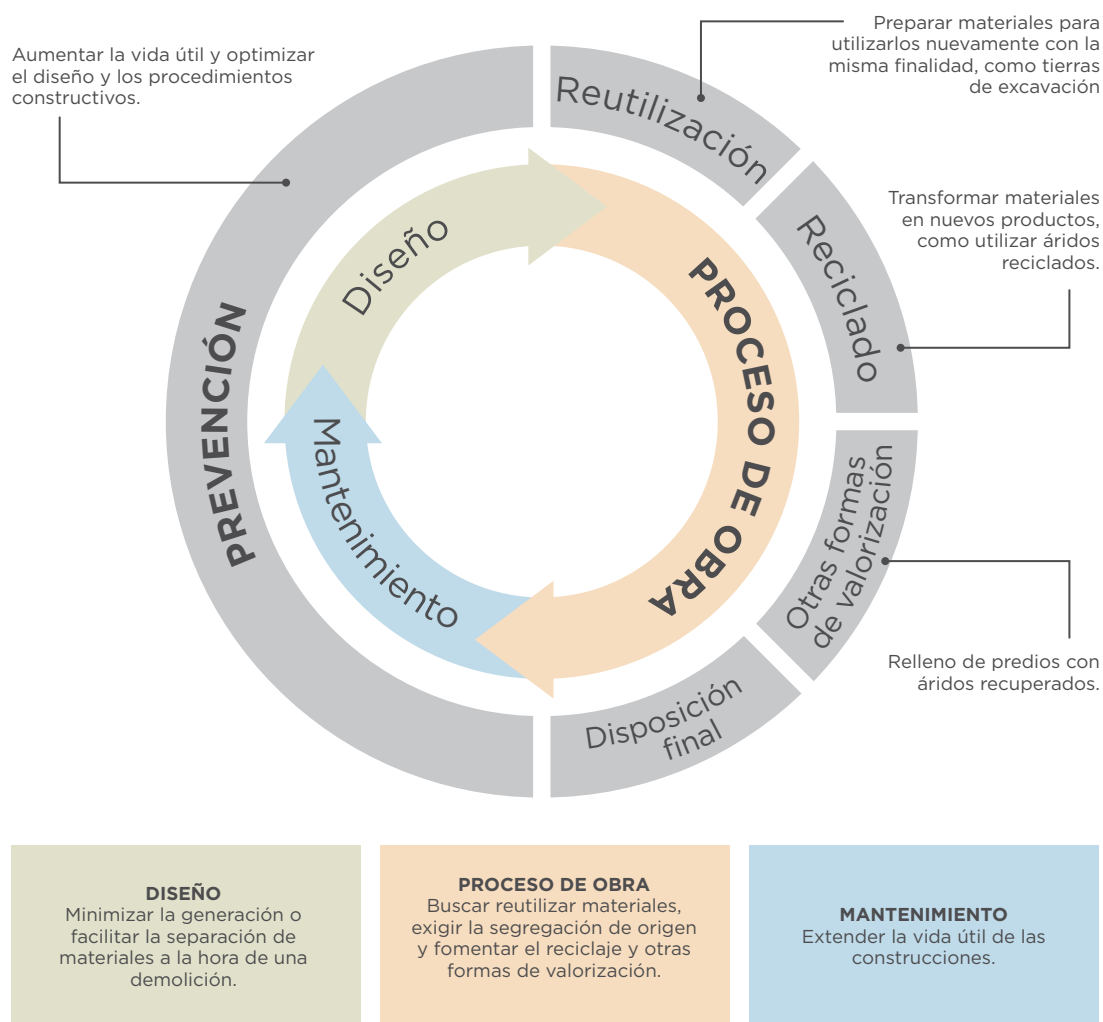 Aumentar la vida útil y optimizar
el diseño y los procedimientos
constructivos.
Preparar materiales para
utilizarlos nuevamente con la
misma finalidad, como tierras
de excavación
Reutilización
Transformar materiales
en nuevos productos,
como utilizar áridos
reciclados.
Reciclado
Diseño
PROCESO DE OBRA
PREVENCIÓN
Mantenimiento
Otras formas
de valorización
Relleno de predios con
áridos recuperados.
Disposición
final
DISEÑO
Minimizar la generación o
facilitar la separación de
materiales a la hora de una
demolición.
PROCESO DE OBRA
Buscar reutilizar materiales,
exigir la segregación de origen
y fomentar el reciclaje y otras
formas de valorización.
MANTENIMIENTO
Extender la vida útil de las
construcciones.